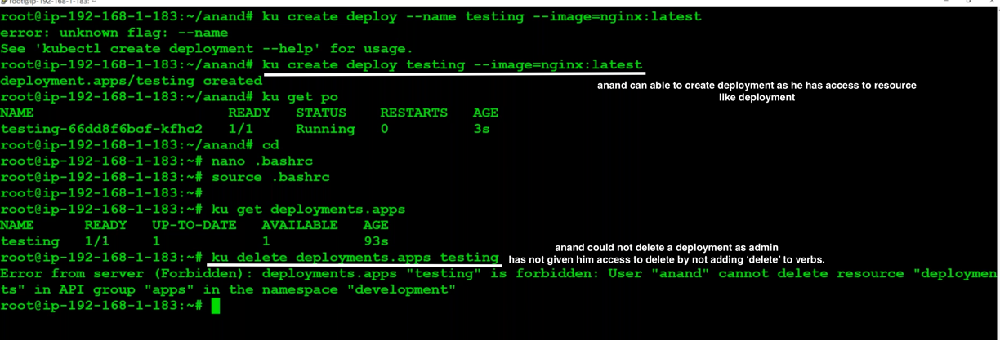 root@ip-192-168-1-183: ~
root@ip-192-168-1-183:~/anand# ku create deploy --name testing --image=nginx:latest
error: unknown flag: --name
See 'kubectl create deployment --help' for usage.
root@ip-192-168-1-183:~/anand# ku create deploy testing --image=nginx:latest
deployment.apps/testing created
anand can able to create deployment as he has access to resource
like deployment
root@ip-192-168-1-183:~/anand# ku get po
NAME READY STATUS RESTARTS AGE
testing-66dd8f6bcf-kfhc2 1/1 Running 0 3s
root@ip-192-168-1-183:~/anand# cd
root@ip-192-168-1-183:~# nano .bashrc
root@ip-192-168-1-183:~# source .bashrc
root@ip-192-168-1-183:~#
root@ip-192-168-1-183:~# ku get deployments.apps
NAME READY UP-TO-DATE AVAILABLE AGE
testing 1/1 1 1 93s
root@ip-192-168-1-183:~# ku delete deployments.apps testing
anand could not delete a deployment as admin
has not given him access to delete by not adding ‘delete’ to verbs.
Error from server (Forbidden): deployments.apps "testing" is forbidden: User "anand" cannot delete resource "deploymen
ts" in API group "apps" in the namespace "development"
root@ip-192-168-1-183:~#